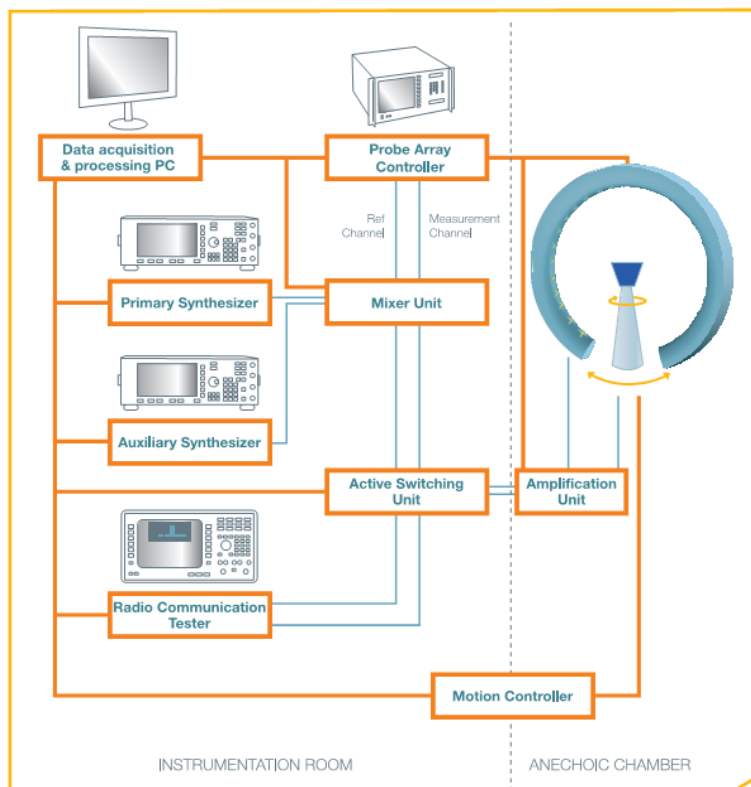 Data acquisition
& processing PC
Probe Array
Controller
Ref
Channel
Measurement
Channel
Primary Synthesizer
Mixer Unit
Auxiliary Synthesizer
Active Switching
Unit
Amplification
Unit
Radio Communication
Tester
Motion Controller
INSTRUMENTATION ROOM
ANECHOIC CHAMBER